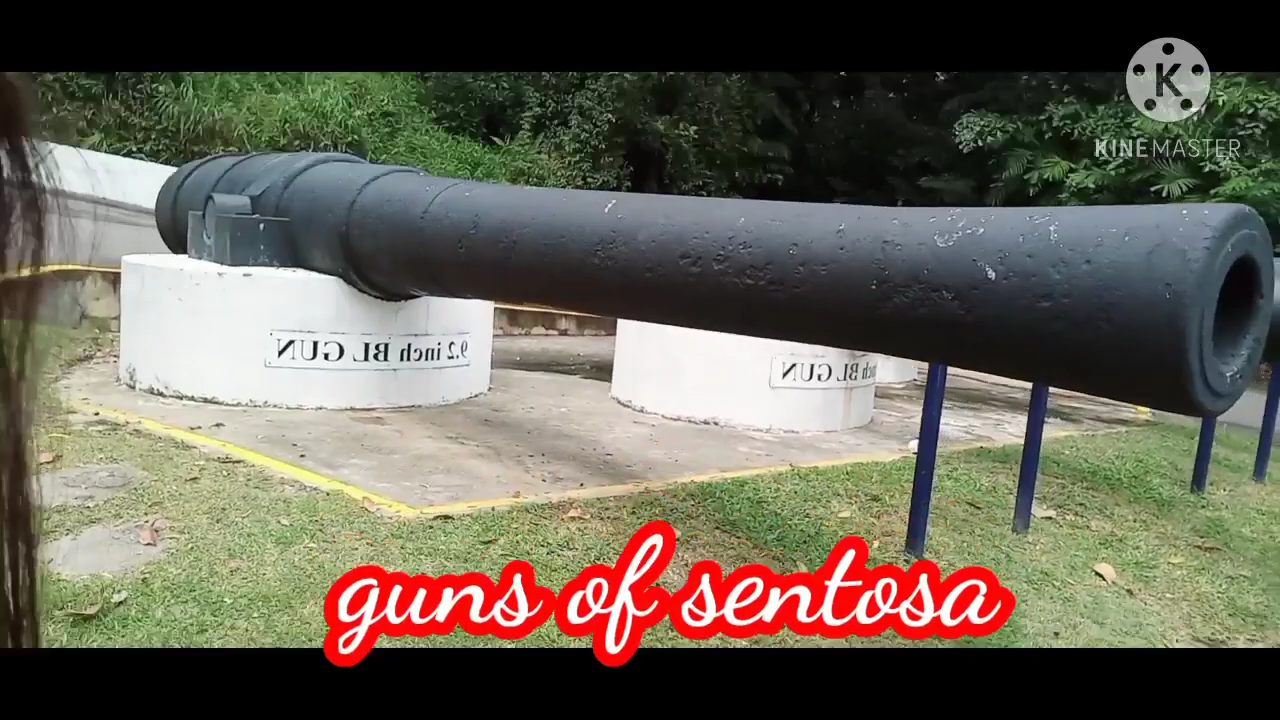 K
KINEMASTER
9.2 inch BL GUN
inch BL GUN
guns of sentosa